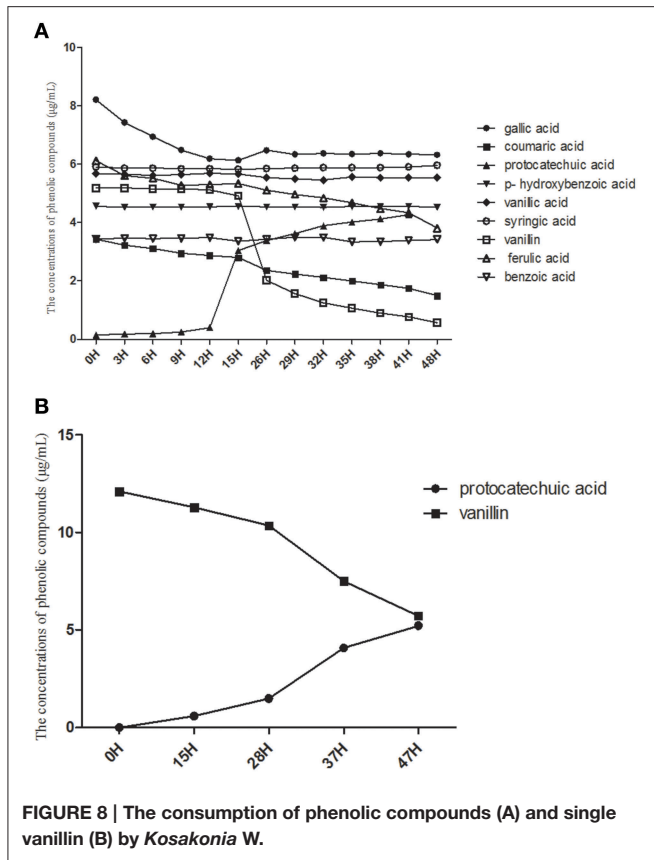 A
The concentrations of phenolic compounds (µg/mL)
10
8
6
4
2
0
0H
3H
6H
9H
12H
15H
26H
29H
32H
35H
38H
41H
48H
gallic acid
coumaric acid
protocatechuic acid
p- hydroxybenzoic acid
vanillic acid
syringic acid
vanillin
ferulic acid
benzoic acid
B
The concentrations of phenolic compounds (µg/mL)
15
10
5
0
0H
15H
28H
37H
47H
protocatechuic acid
vanillin
FIGURE 8 | The consumption of phenolic compounds (A) and single
vanillin (B) by Kosakonia W.